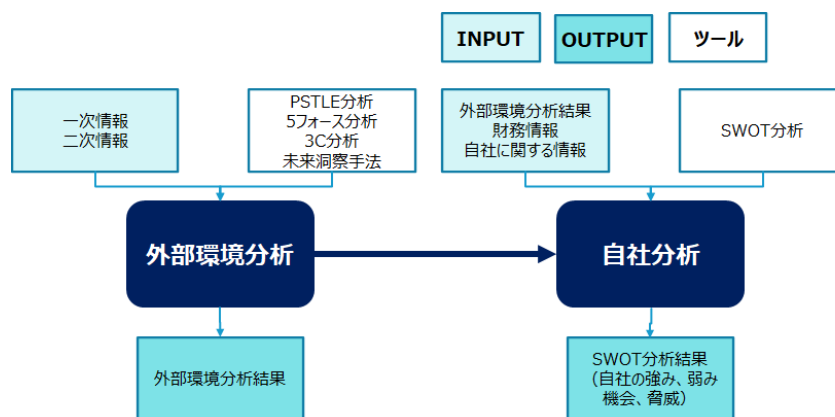 INPUT
OUTPUT
ツール
一次情報
二次情報
PSTLE分析
5フォース分析
3C分析
未来洞察手法
外部環境分析結果
財務情報
自社に関する情報
SWOT分析
外部環境分析
自社分析
外部環境分析結果
SWOT分析結果
（自社の強み、弱み
機会、脅威）